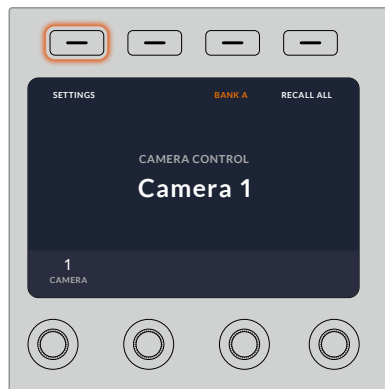 SETTINGS BANK A RECALL ALL
CAMERA CONTROL
Camera 1
1
CAMERA